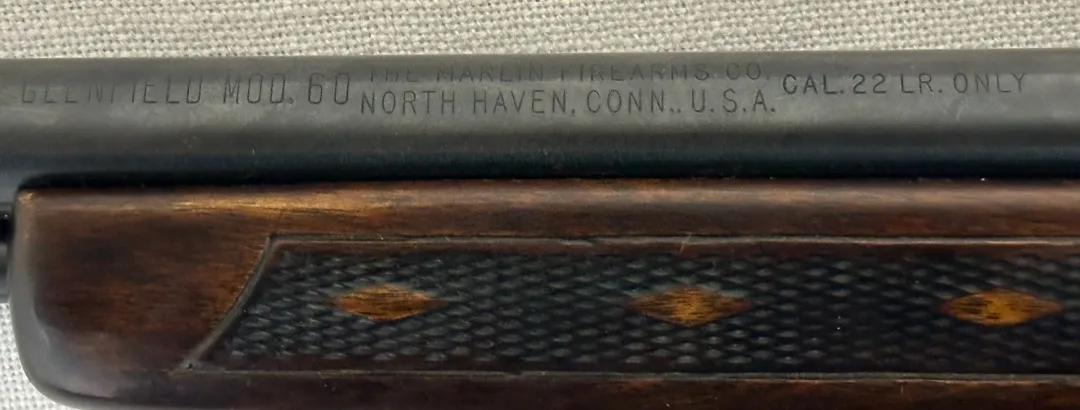 GLENFIELD MOD. 60
THE MARLIN FIREARMS CO.
NORTH HAVEN, CONN., U.S.A.
CAL. 22 LR. ONLY